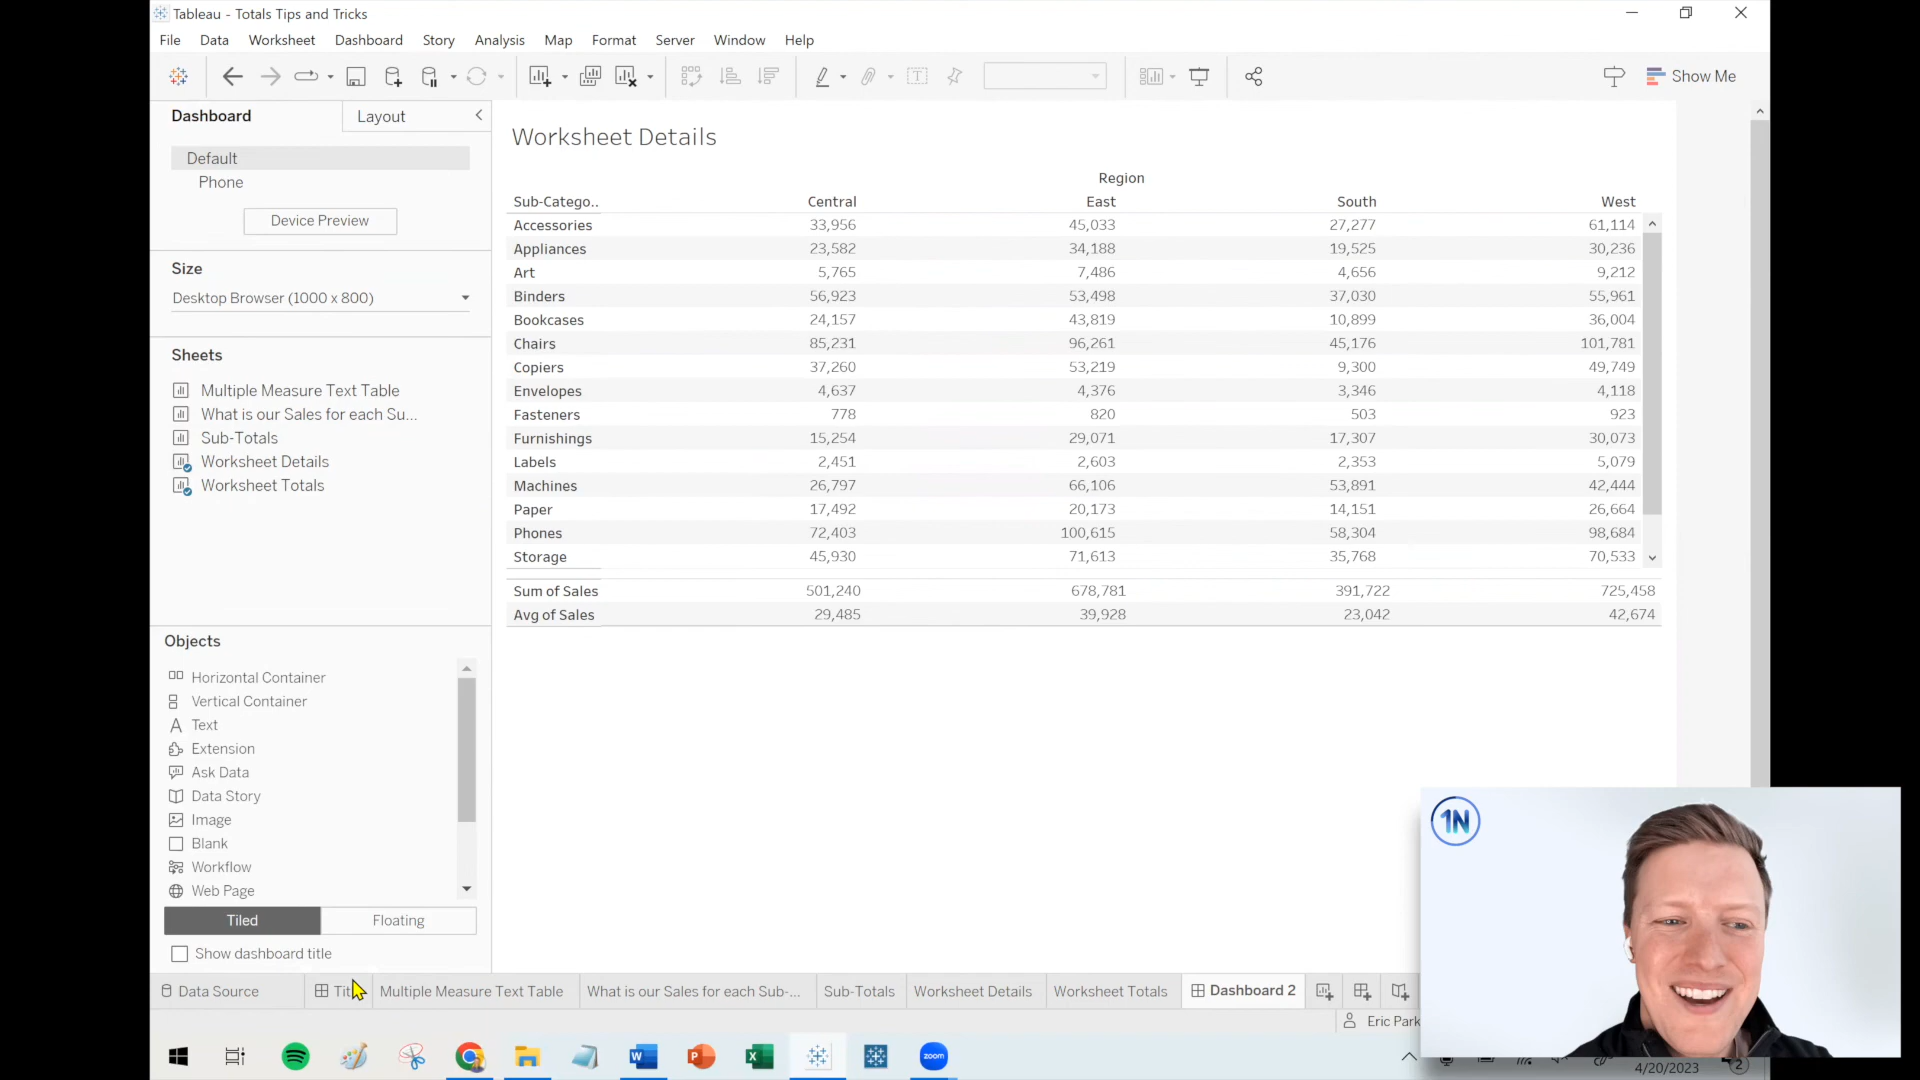 Tableau - Totals Tips and Tricks
File Data Worksheet Dashboard Story Analysis Map Format Server Window Help
Show Me
Dashboard Layout
Default
Phone
Device Preview
Size
Desktop Browser (1000 x 800)
Sheets
Multiple Measure Text Table
What is our Sales for each Su...
Sub-Totals
Worksheet Details
Worksheet Totals
Objects
Horizontal Container
Vertical Container
Text
Extension
Ask Data
Data Story
Image
Blank
Workflow
Web Page
Tiled Floating
Show dashboard title
Worksheet Details
Region
Sub-Catego.. Central East South West
Accessories 33,956 45,033 27,277 61,114
Appliances 23,582 34,188 19,525 30,236
Art 5,765 7,486 4,656 9,212
Binders 56,923 53,498 37,030 55,961
Bookcases 24,157 43,819 10,899 36,004
Chairs 85,231 96,261 45,176 101,781
Copiers 37,260 53,219 9,300 49,749
Envelopes 4,637 4,376 3,346 4,118
Fasteners 778 820 503 923
Furnishings 15,254 29,071 17,307 30,073
Labels 2,451 2,603 2,353 5,079
Machines 26,797 66,106 53,891 42,444
Paper 17,492 20,173 14,151 26,664
Phones 72,403 100,615 58,304 98,684
Storage 45,930 71,613 35,768 70,533
Sum of Sales 501,240 678,781 391,722 725,458
Avg of Sales 29,485 39,928 23,042 42,674
1N
Data Source Multiple Measure Text Table What is our Sales for each Sub-... Sub-Totals Worksheet Details Worksheet Totals Dashboard 2
Eric Park
zoom
4/20/2023
2